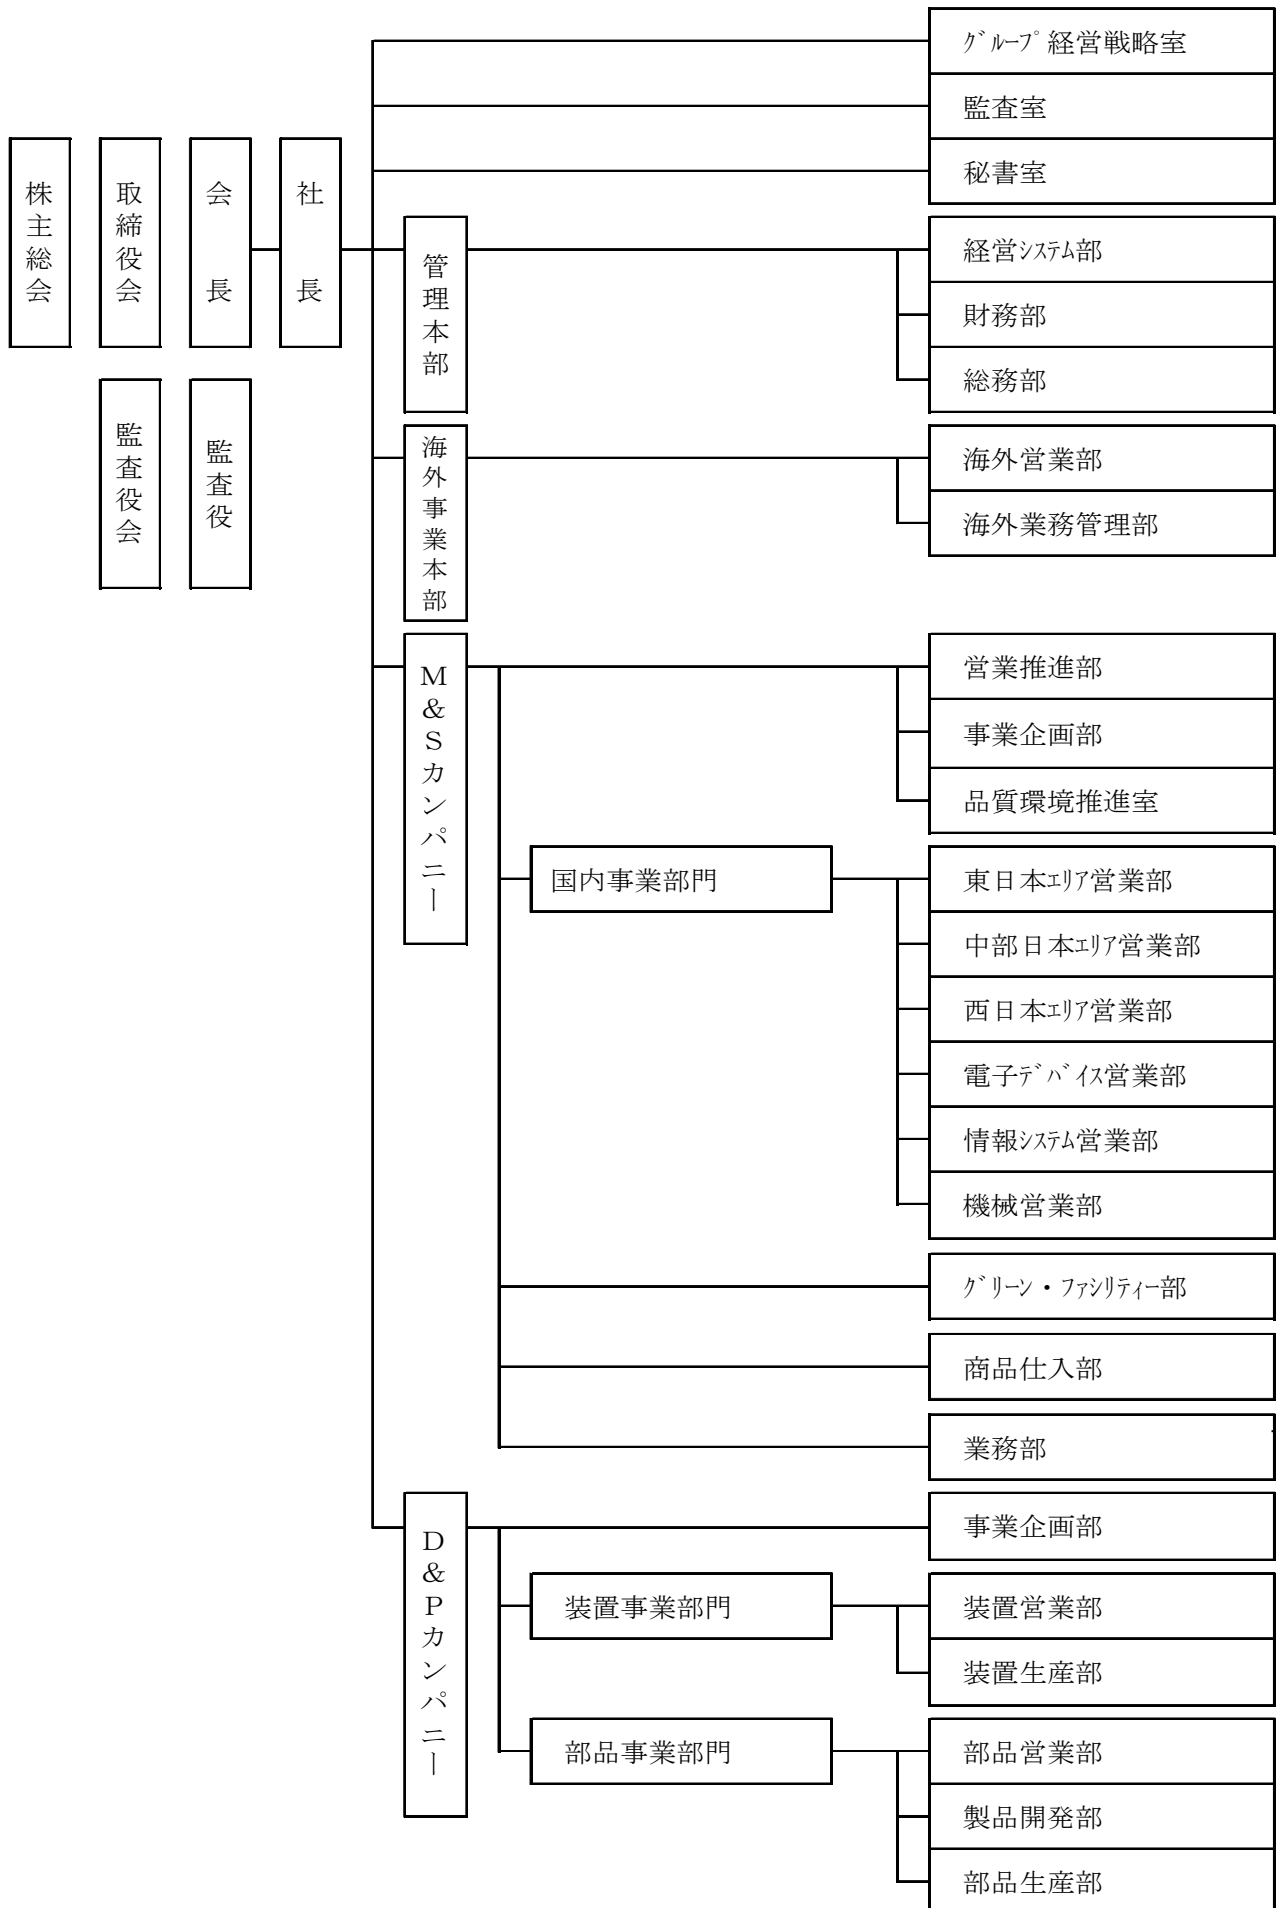 グループ経営戦略室
監査室
秘書室
株主総会
取締役会
会長
社長
監査役会
監査役
管理本部
経営システム部
財務部
総務部
海外事業本部
海外営業部
海外業務管理部
M&Sカンパニー
営業推進部
事業企画部
品質環境推進室
国内事業部門
東日本エリア営業部
中部日本エリア営業部
西日本エリア営業部
電子デバイス営業部
情報システム営業部
機械営業部
グリーン・ファシリティー部
商品仕入部
業務部
D&Pカンパニー
事業企画部
装置事業部門
装置営業部
装置生産部
部品事業部門
部品営業部
製品開発部
部品生産部